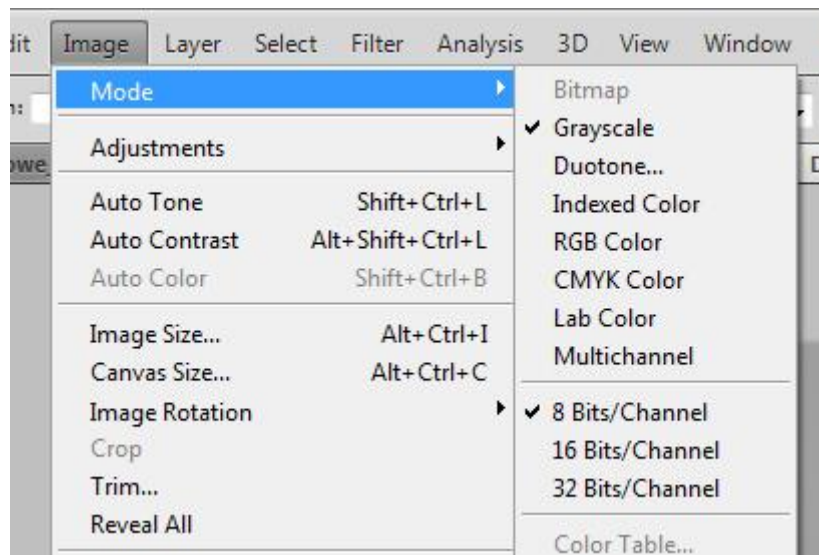 dit Image Layer Select Filter Analysis 3D View Window
Mode
Adjustments
Auto Tone Shift+Ctrl+L
Auto Contrast Alt+Shift+Ctrl+L
Auto Color Shift+Ctrl+B
Image Size... Alt+Ctrl+I
Canvas Size... Alt+Ctrl+C
Image Rotation
Crop
Trim...
Reveal All
Bitmap
Grayscale
Duotone...
Indexed Color
RGB Color
CMYK Color
Lab Color
Multichannel
8 Bits/Channel
16 Bits/Channel
32 Bits/Channel
Color Table...